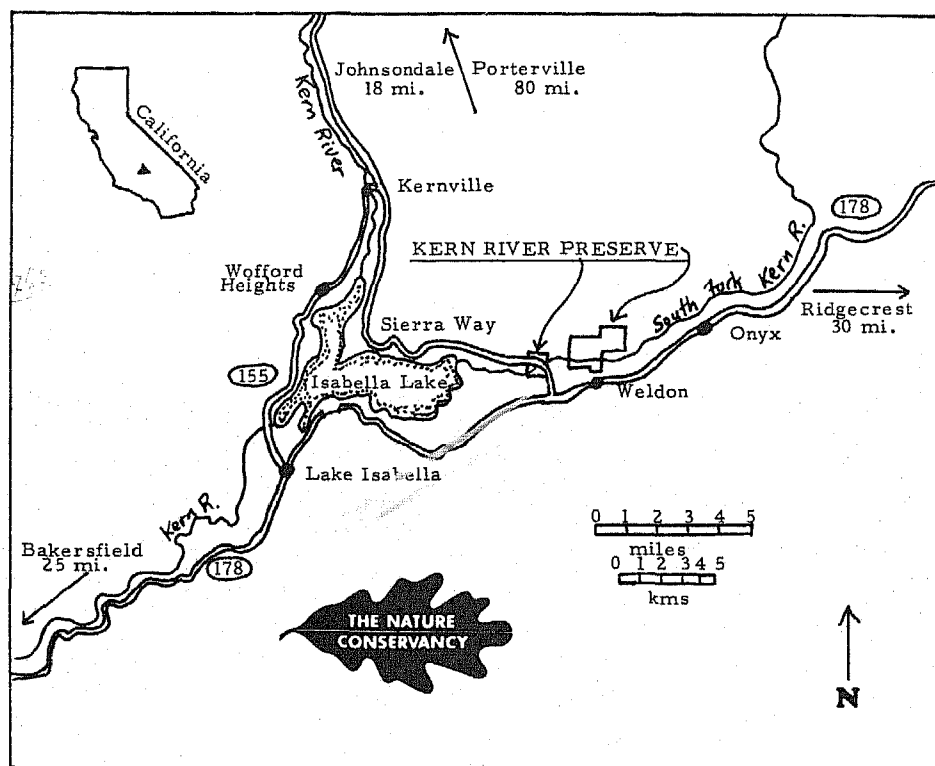 Johnsondale Porterville
18 mi. 80 mi.
Kern River
California
Kernville
178
KERN RIVER PRESERVE
Wofford
Heights
South Fork Kern R.
Ridgecrest
30 mi.
Sierra Way
Onyx
155
Isabella Lake
Weldon
Lake Isabella
Kern R.
0 1 2 3 4 5
miles
0 1 2 3 4 5
kms
Bakersfield
25 mi.
178
THE NATURE
CONSERVANCY
N